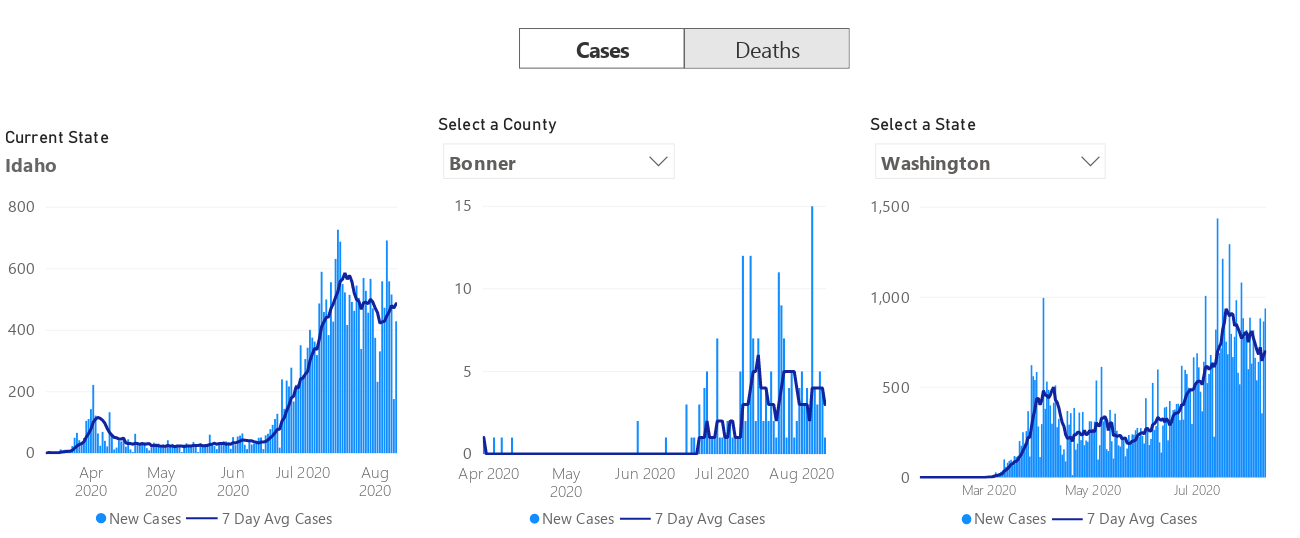 Cases Deaths
Current State
Idaho
Select a County
Bonner
Select a State
Washington
800
600
400
200
0
Apr 2020
May 2020
Jun 2020
Jul 2020
Aug 2020
New Cases 7 Day Avg Cases
15
10
5
0
Apr 2020
May 2020
Jun 2020
Jul 2020
Aug 2020
New Cases 7 Day Avg Cases
1,500
1,000
500
0
Mar 2020
May 2020
Jul 2020
New Cases 7 Day Avg Cases